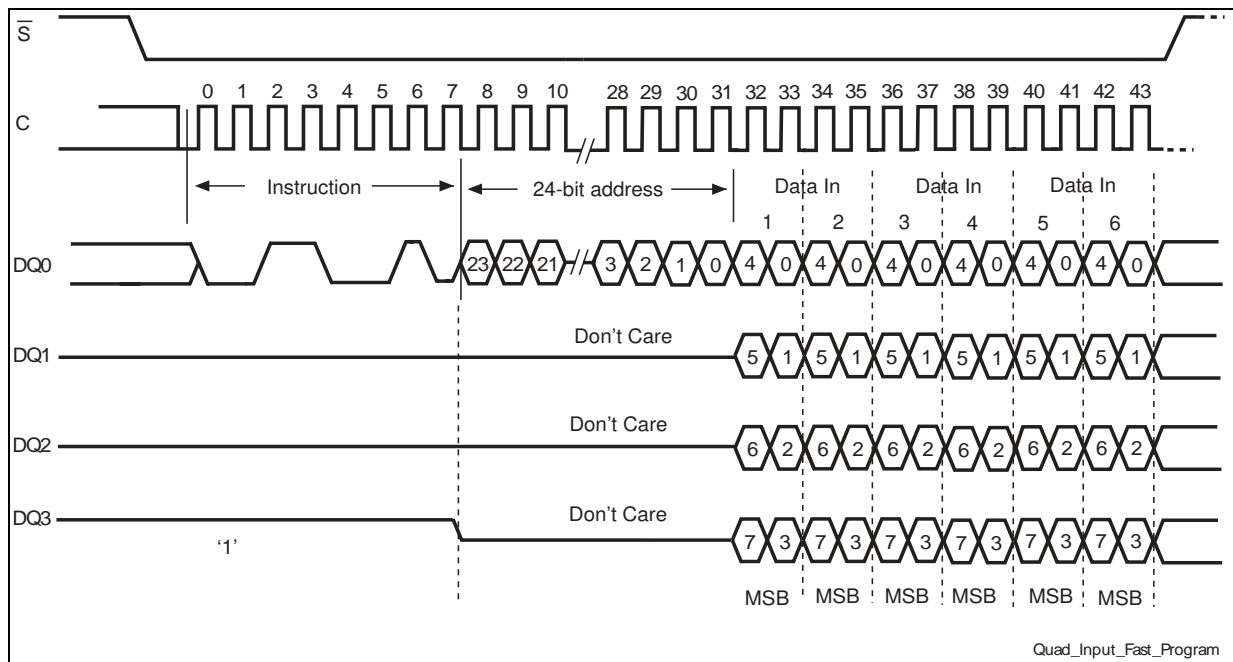 S
0 1 2 3 4 5 6 7 8 9 10 28 29 30 31 32 33 34 35 36 37 38 39 40 41 42 43
C
Instruction 24-bit address Data In Data In Data In
1 2 3 4 5 6
DQ0 23 22 21 3 2 1 0 4 0 4 0 4 0 4 0 4 0 4 0
Don't Care
DQ1 5 1 5 1 5 1 5 1 5 1 5 1
Don't Care
DQ2 6 2 6 2 6 2 6 2 6 2 6 2
DQ3 Don't Care
'1' 7 3 7 3 7 3 7 3 7 3 7 3
MSB MSB MSB MSB MSB MSB
Quad_Input_Fast_Program